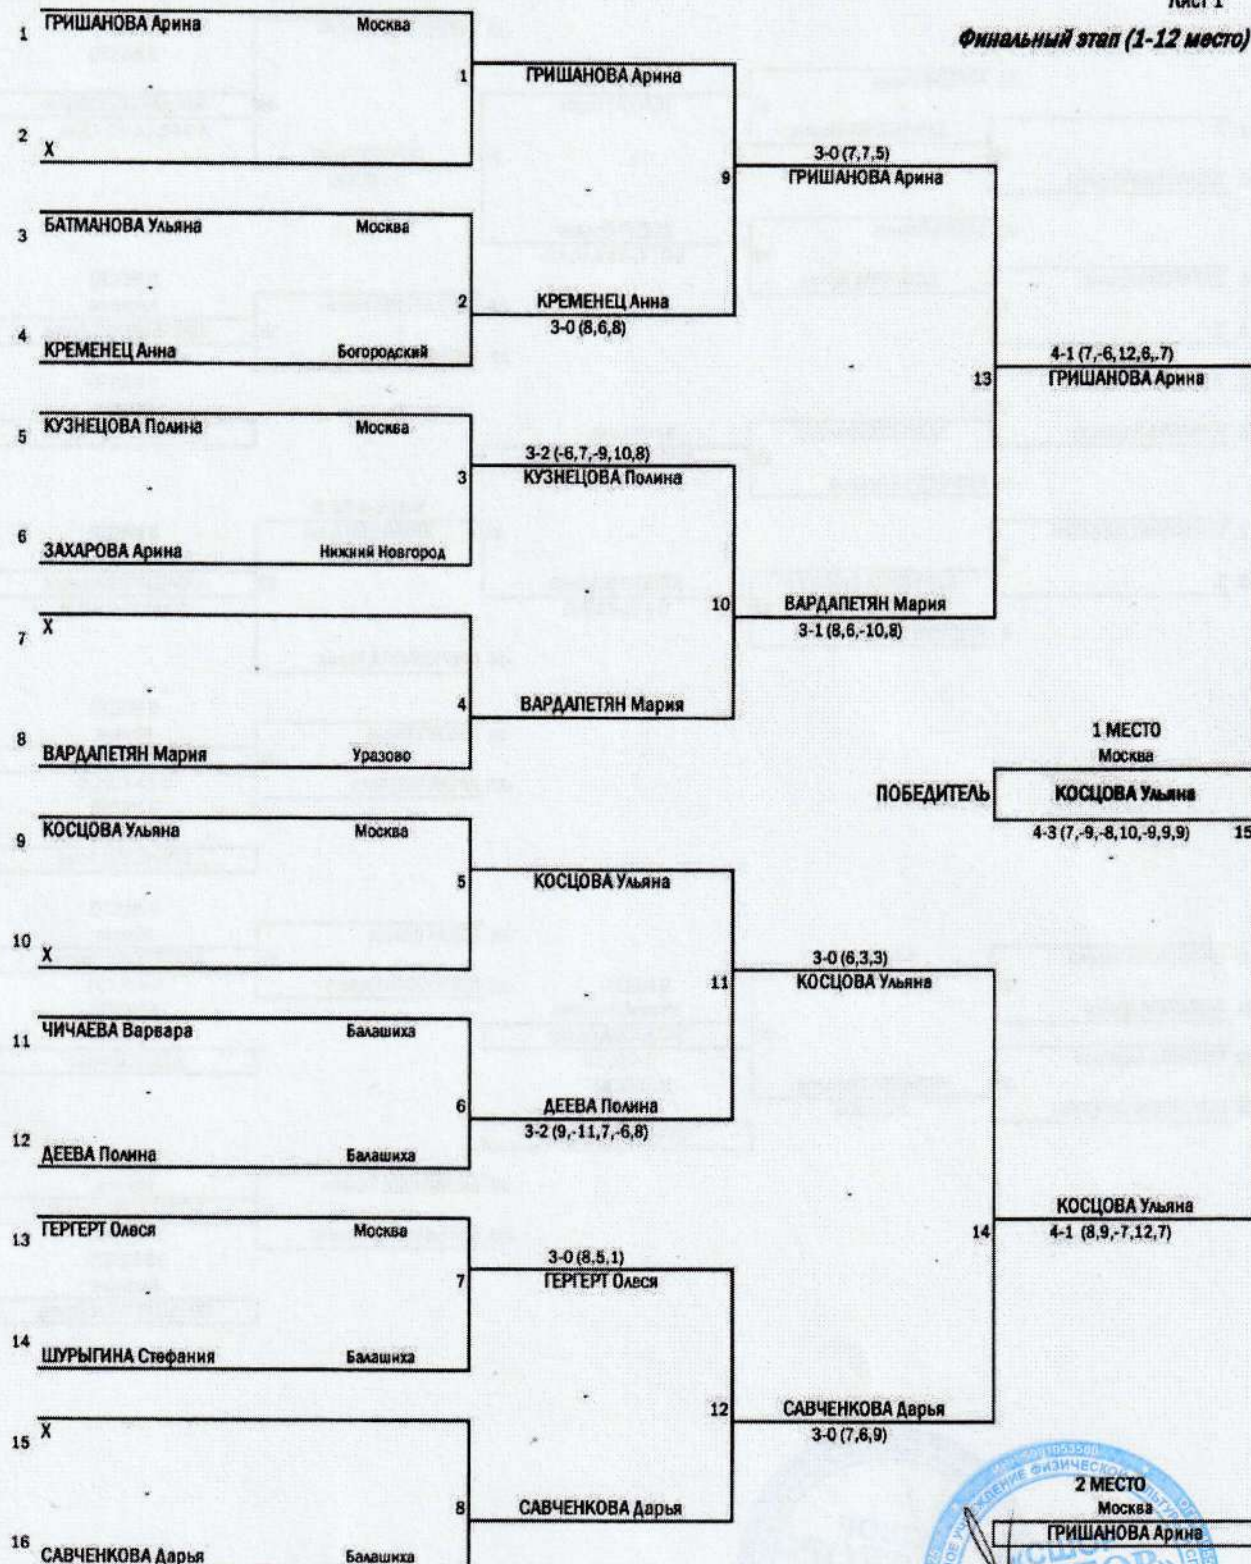 Лист 1
Финальный этап (1-12 место)
1 ГРИШАНОВА Арина Москва
1 ГРИШАНОВА Арина
2 X
3-0 (7,7,5)
9 ГРИШАНОВА Арина
3 БАТМАНОВА Ульяна Москва
2 КРЕМЕНЕЦ Анна
3-0 (8,6,8)
4 КРЕМЕНЕЦ Анна Богородский
4-1 (7,-6,12,6,.7)
13 ГРИШАНОВА Арина
5 КУЗНЕЦОВА Полина Москва
3-2 (-6,7,-9,10,8)
3 КУЗНЕЦОВА Полина
6 ЗАХАРОВА Арина Нижний Новгород
10 ВАРДАПЕТЯН Мария
3-1 (8,6,-10,8)
7 X
4 ВАРДАПЕТЯН Мария
8 ВАРДАПЕТЯН Мария Уразово
1 МЕСТО
Москва
ПОБЕДИТЕЛЬ КОСЦОВА Ульяна
4-3 (7,-9,-8,10,-9,9,9) 15
9 КОСЦОВА Ульяна Москва
5 КОСЦОВА Ульяна
10 X
3-0 (6,3,3)
11 КОСЦОВА Ульяна
11 ЧИЧАЕВА Варвара Балашиха
6 ДЕЕВА Полина
3-2 (9,-11,7,-6,8)
12 ДЕЕВА Полина Балашиха
КОСЦОВА Ульяна
14 4-1 (8,9,-7,12,7)
13 ГЕРГЕРТ Олеся Москва
3-0 (8,5,1)
7 ГЕРГЕРТ Олеся
14 ШУРЫГИНА Стефания Балашиха
12 САВЧЕНКОВА Дарья
3-0 (7,6,9)
15 X
8 САВЧЕНКОВА Дарья
16 САВЧЕНКОВА Дарья Балашиха
2 МЕСТО
Москва
ГРИШАНОВА Арина